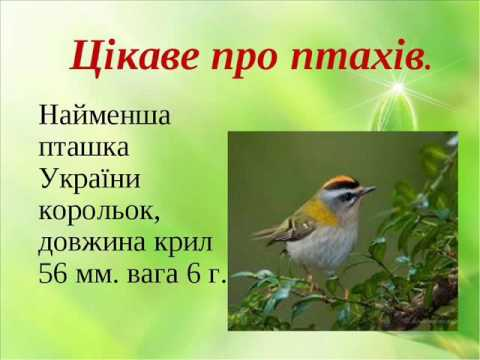 Цікаве про птахів.
Найменша
пташка
України
корольок,
довжина крил
56 мм. вага 6 г.